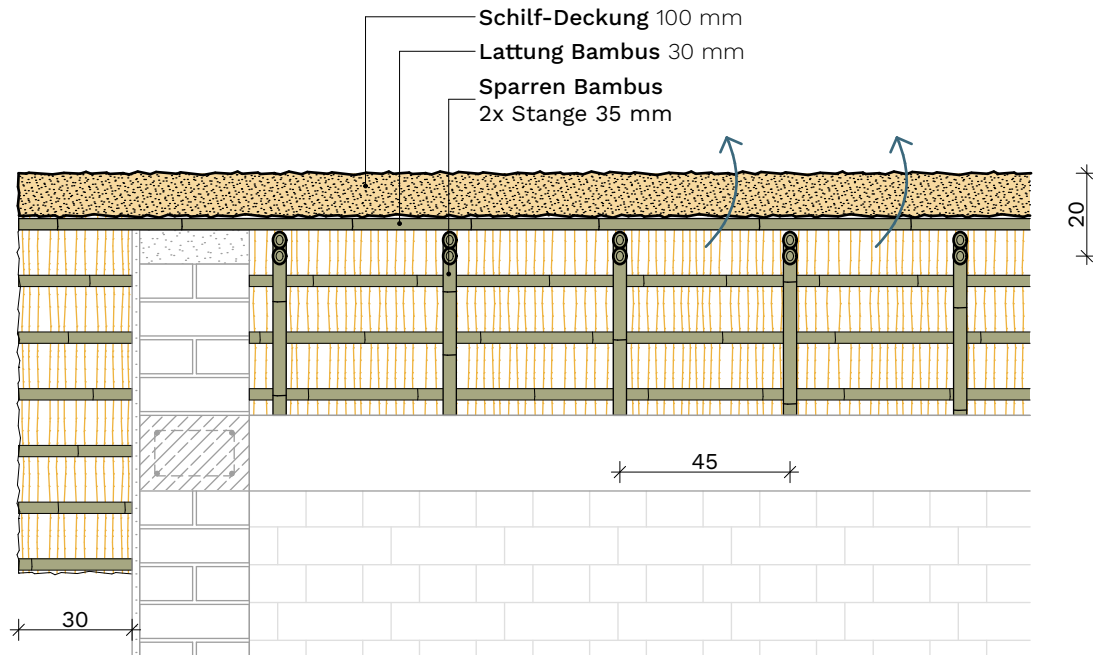 Schilf-Deckung 100 mm
Lattung Bambus 30 mm
Sparren Bambus
2x Stange 35 mm
20
45
30